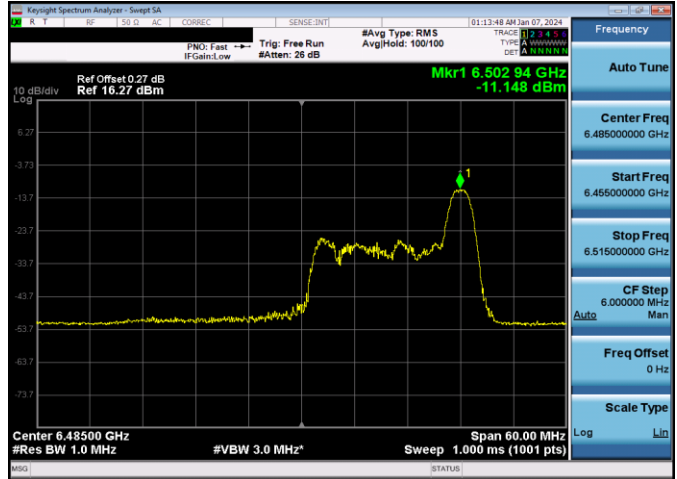 Keysight Spectrum Analyzer - Swept SA
R T RF 50 Ω AC CORREC SENSE:INT 01:13:48 AM Jan 07, 2024
#Avg Type: RMS
Avg|Hold: 100/100
TRACE 1 2 3 4 5 6
TYPE A WWWWW
DET A NNNNN
PNO: Fast
IFGain:Low
Trig: Free Run
#Atten: 26 dB
Ref Offset 0.27 dB
10 dB/div Ref 16.27 dBm
Log
Mkr1 6.502 94 GHz
-11.148 dBm
6.27
-3.73
1
-13.7
-23.7
-33.7
-43.7
-53.7
-63.7
-73.7
Center 6.48500 GHz Span 60.00 MHz
#Res BW 1.0 MHz #VBW 3.0 MHz* Sweep 1.000 ms (1001 pts)
MSG STATUS
Frequency
Auto Tune
Center Freq
6.485000000 GHz
Start Freq
6.455000000 GHz
Stop Freq
6.515000000 GHz
CF Step
6.000000 MHz
Auto Man
Freq Offset
0 Hz
Scale Type
Log Lin